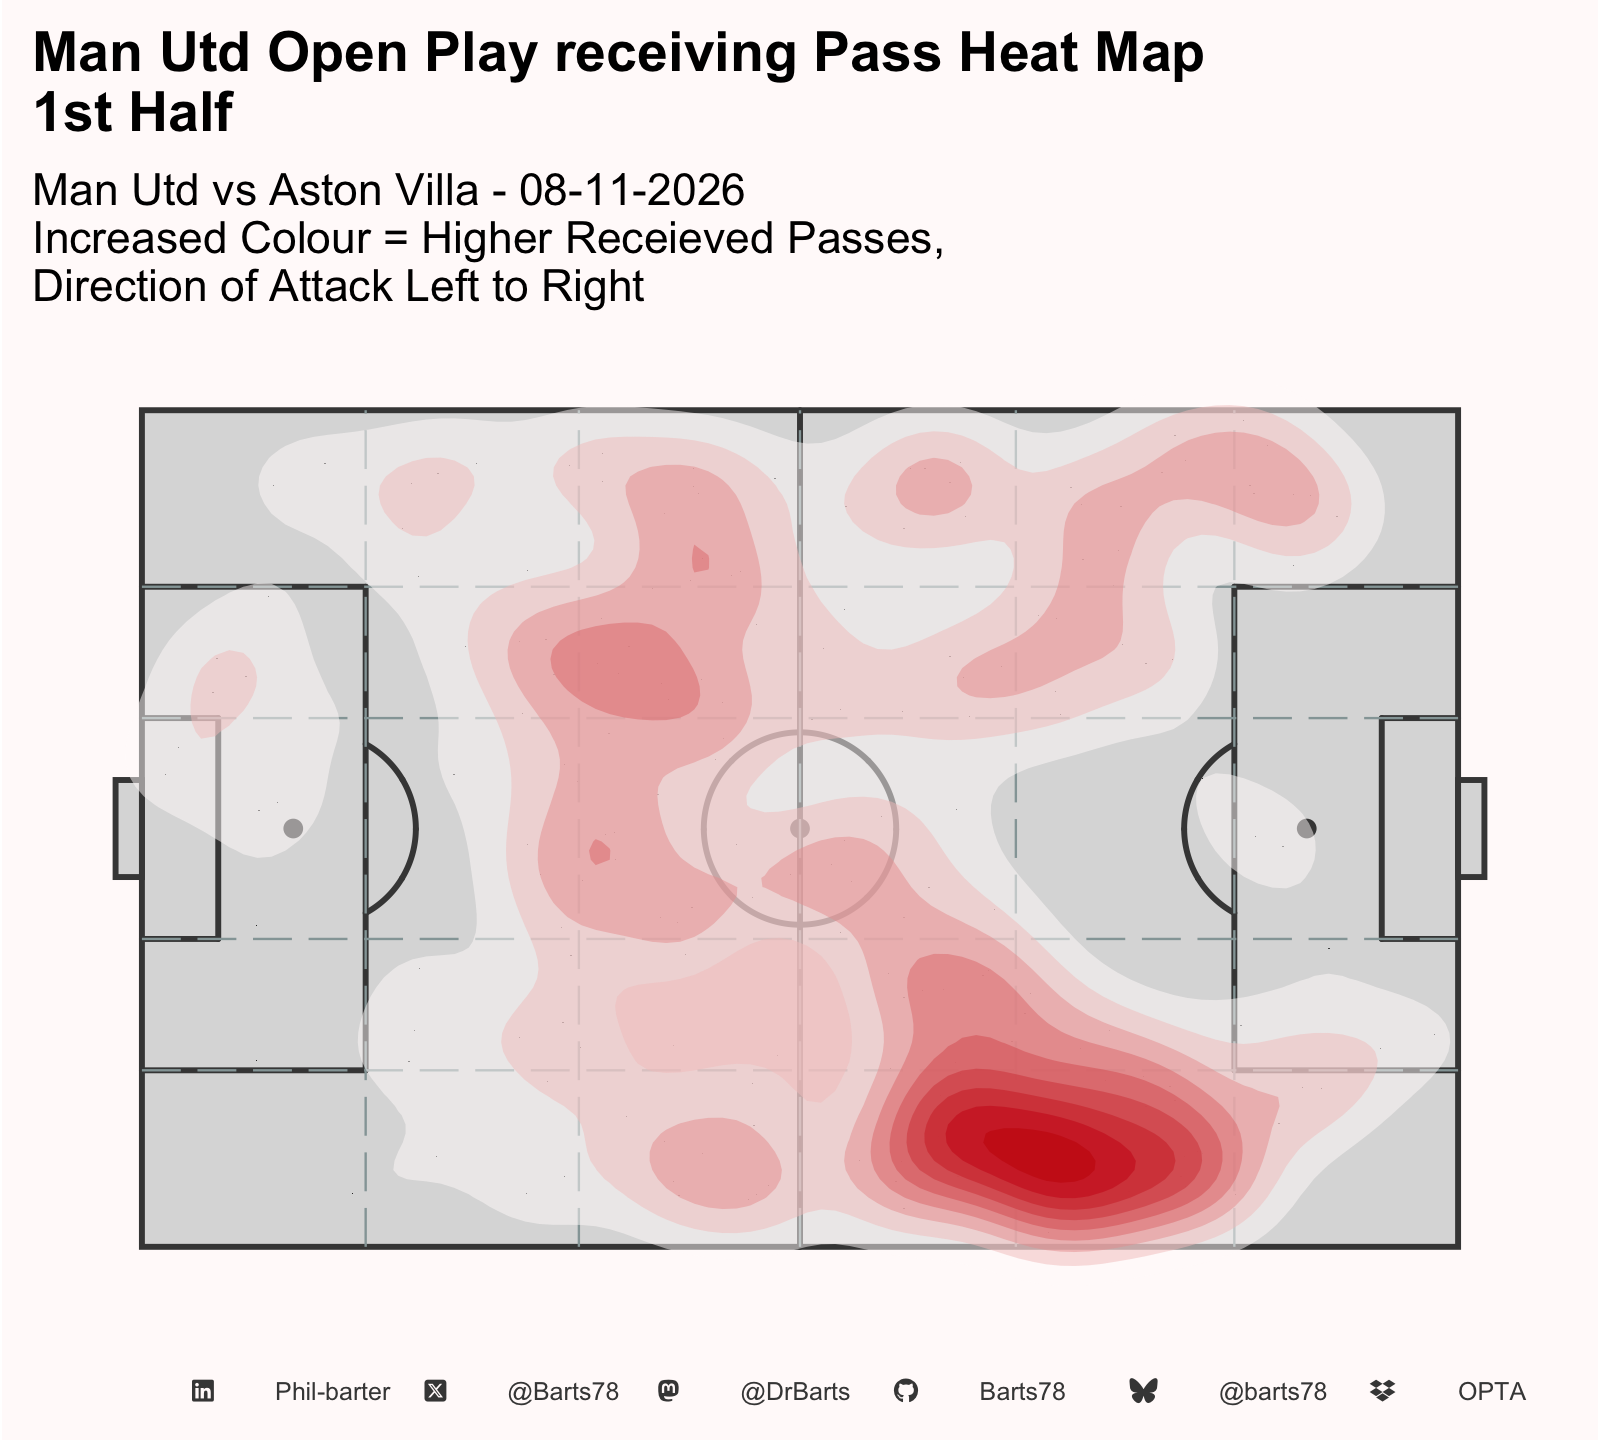 Man Utd Open Play receiving Pass Heat Map
1st Half
Man Utd vs Aston Villa - 08-11-2026
Increased Colour = Higher Receieved Passes,
Direction of Attack Left to Right
Phil-barter @Barts78 @DrBarts Barts78 @barts78 OPTA